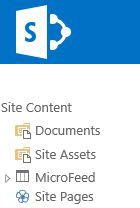 S
Site Content
Documents
Site Assets
MicroFeed
Site Pages